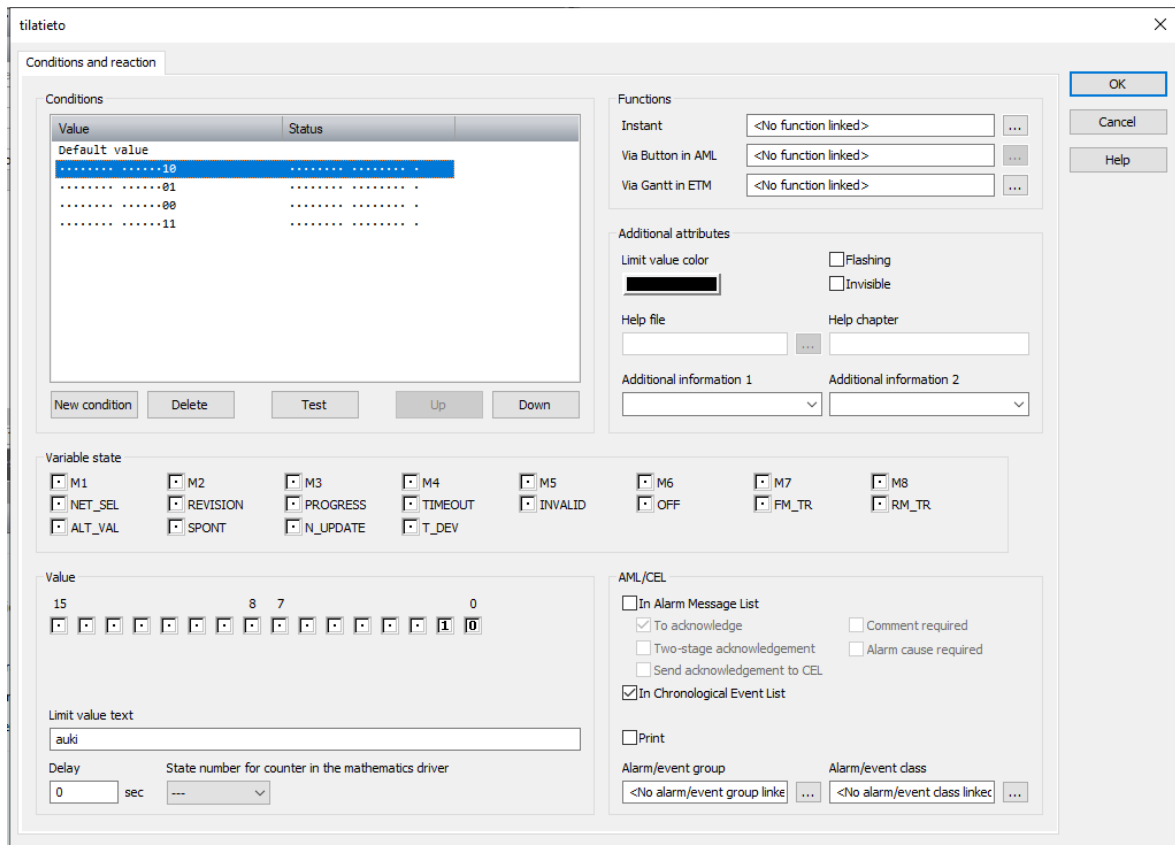 tilatieto
Conditions and reaction
Conditions
Value Status
Default value
········ ······10 ········ ········ ·
········ ······01 ········ ········ ·
········ ······00 ········ ········ ·
········ ······11 ········ ········ ·
New condition Delete Test Up Down
Functions
Instant <No function linked> ...
Via Button in AML <No function linked> ...
Via Gantt in ETM <No function linked> ...
Additional attributes
Limit value color Flashing
Invisible
Help file Help chapter
...
Additional information 1 Additional information 2
OK
Cancel
Help
Variable state
M1 M2 M3 M4 M5 M6 M7 M8
NET_SEL REVISION PROGRESS TIMEOUT INVALID OFF FM_TR RM_TR
ALT_VAL SPONT N_UPDATE T_DEV
Value
15 8 7 0
· · · · · · · · · · · · · · 1 0
Limit value text
auki
Delay State number for counter in the mathematics driver
0 sec ---
AML/CEL
In Alarm Message List
To acknowledge Comment required
Two-stage acknowledgement Alarm cause required
Send acknowledgement to CEL
In Chronological Event List
Print
Alarm/event group Alarm/event class
<No alarm/event group linke ... <No alarm/event class linkec ...